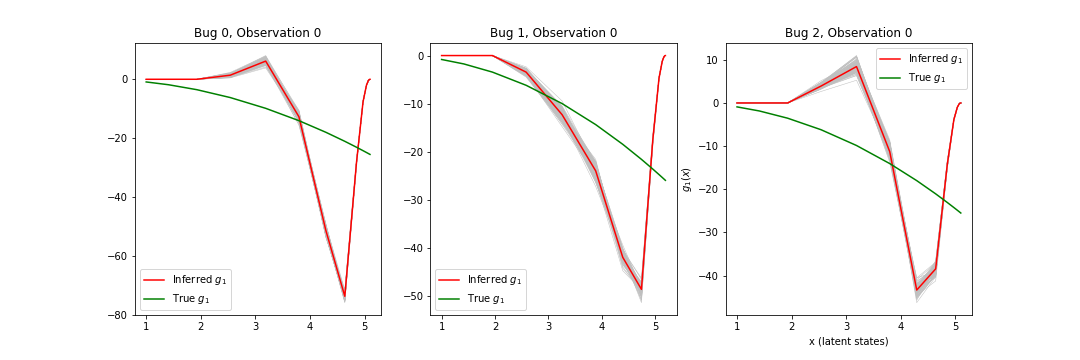 Bug 0, Observation 0
0
−20
−40
−60
−80
1 2 3 4 5
Inferred g₁
True g₁
Bug 1, Observation 0
0
−10
−20
−30
−40
−50
1 2 3 4 5
Inferred g₁
True g₁
Bug 2, Observation 0
10
0
−10
−20
−30
−40
g₁(x)
1 2 3 4 5
x (latent states)
Inferred g₁
True g₁